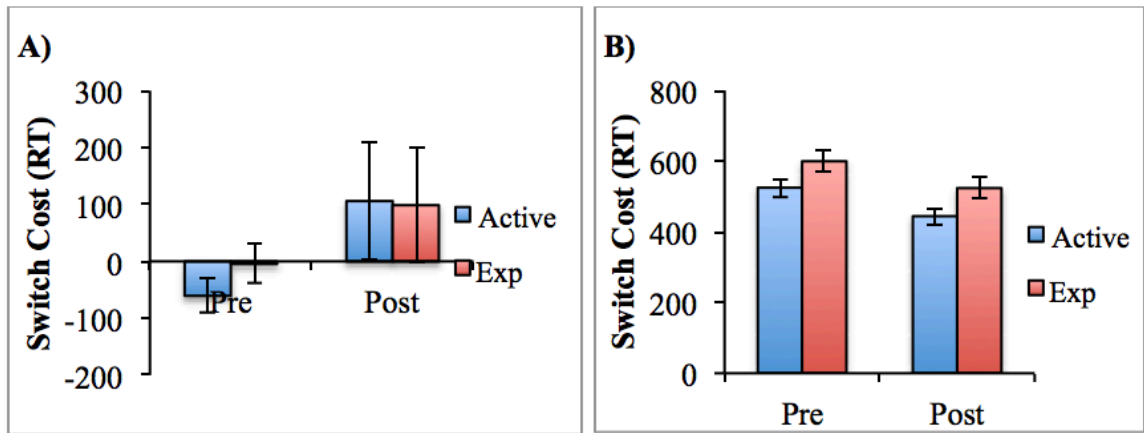 A)
Switch Cost (RT)
300
200
100
0
-100
-200
Pre
Post
Active
Exp
B)
Switch Cost (RT)
800
600
400
200
0
Pre
Post
Active
Exp